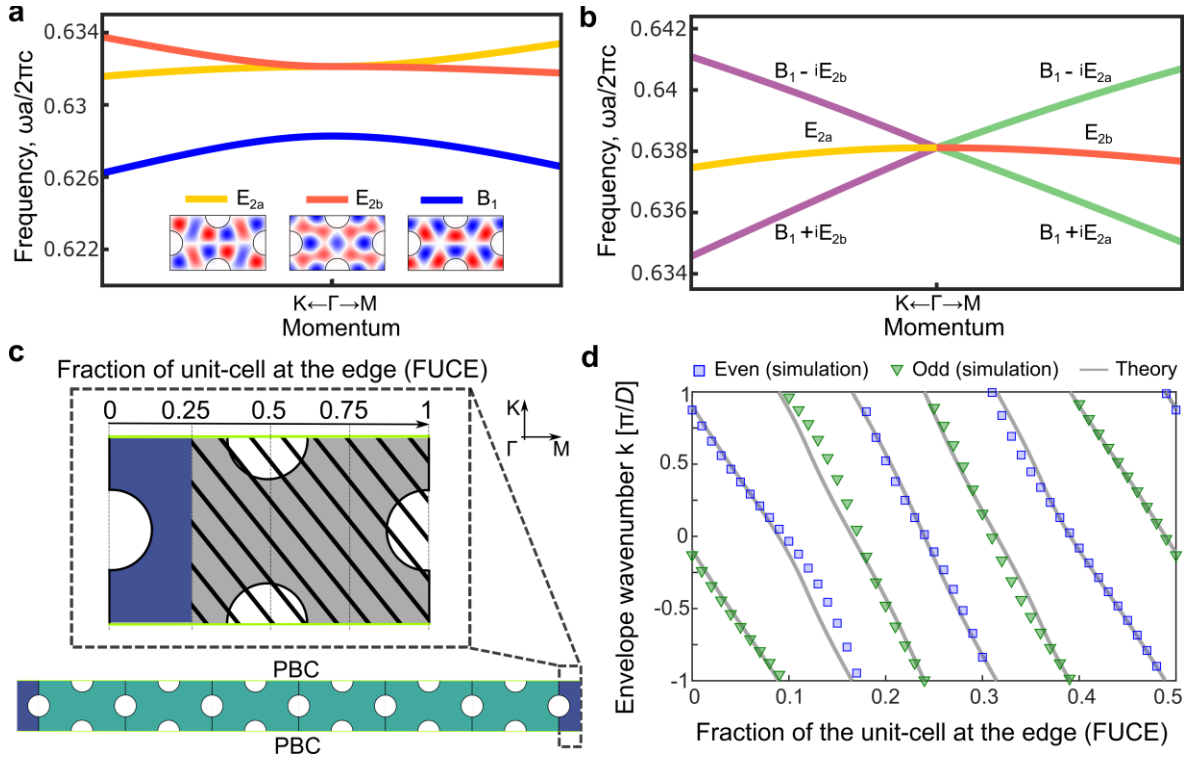 a
Frequency, ωa/2πc
0.634
0.63
0.626
0.622
E2a
E2b
B1
K←Γ→M
Momentum
b
Frequency, ωa/2πc
0.642
0.64
0.638
0.636
0.634
B1 - iE2b
B1 - iE2a
E2a
E2b
B1 +iE2b
B1 +iE2a
K←Γ→M
Momentum
c
Fraction of unit-cell at the edge (FUCE)
0 0.25 0.5 0.75 1
K
Γ M
PBC
PBC
d
Even (simulation) Odd (simulation) Theory
Envelope wavenumber k [π/D]
1
0.5
0
-0.5
-1
0 0.1 0.2 0.3 0.4 0.5
Fraction of the unit-cell at the edge (FUCE)